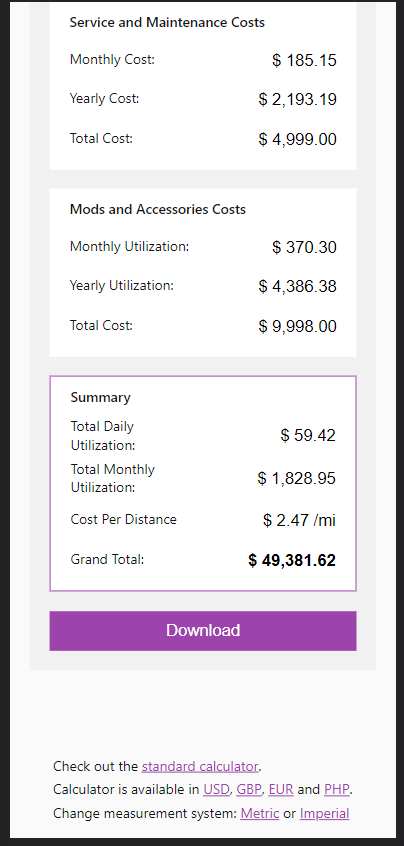 Service and Maintenance Costs
Monthly Cost: $ 185.15
Yearly Cost: $ 2,193.19
Total Cost: $ 4,999.00
Mods and Accessories Costs
Monthly Utilization: $ 370.30
Yearly Utilization: $ 4,386.38
Total Cost: $ 9,998.00
Summary
Total Daily
Utilization: $ 59.42
Total Monthly
Utilization: $ 1,828.95
Cost Per Distance $ 2.47 /mi
Grand Total: $ 49,381.62
Download
Check out the standard calculator.
Calculator is available in USD, GBP, EUR and PHP.
Change measurement system: Metric or Imperial